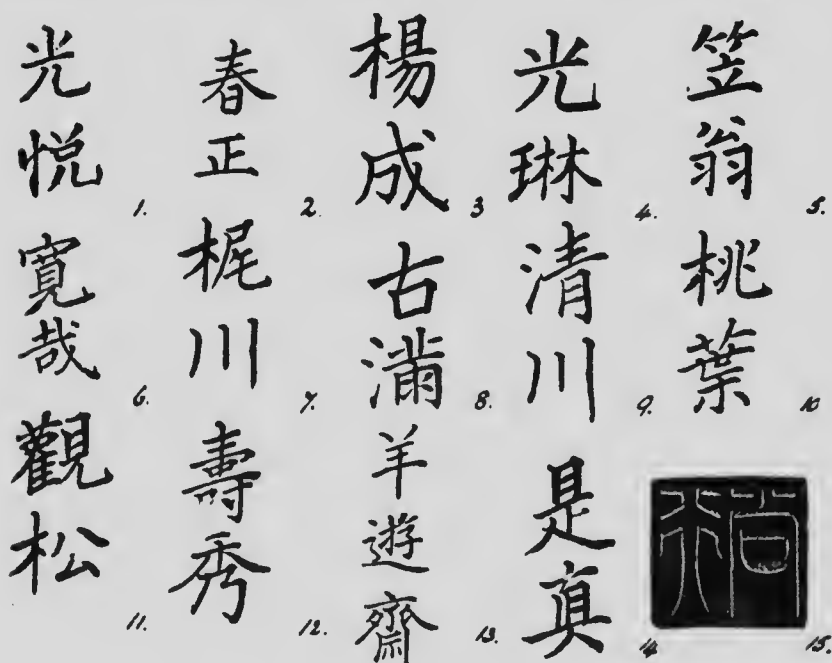 光悦 1.
春正 2.
楊成 3
光琳 4.
笠翁 5.
寛哉 6.
梶川 7.
古満 8.
清川 9.
桃葉 10
觀松 11.
壽秀 12.
羊遊齋 13.
是眞 14.
15.